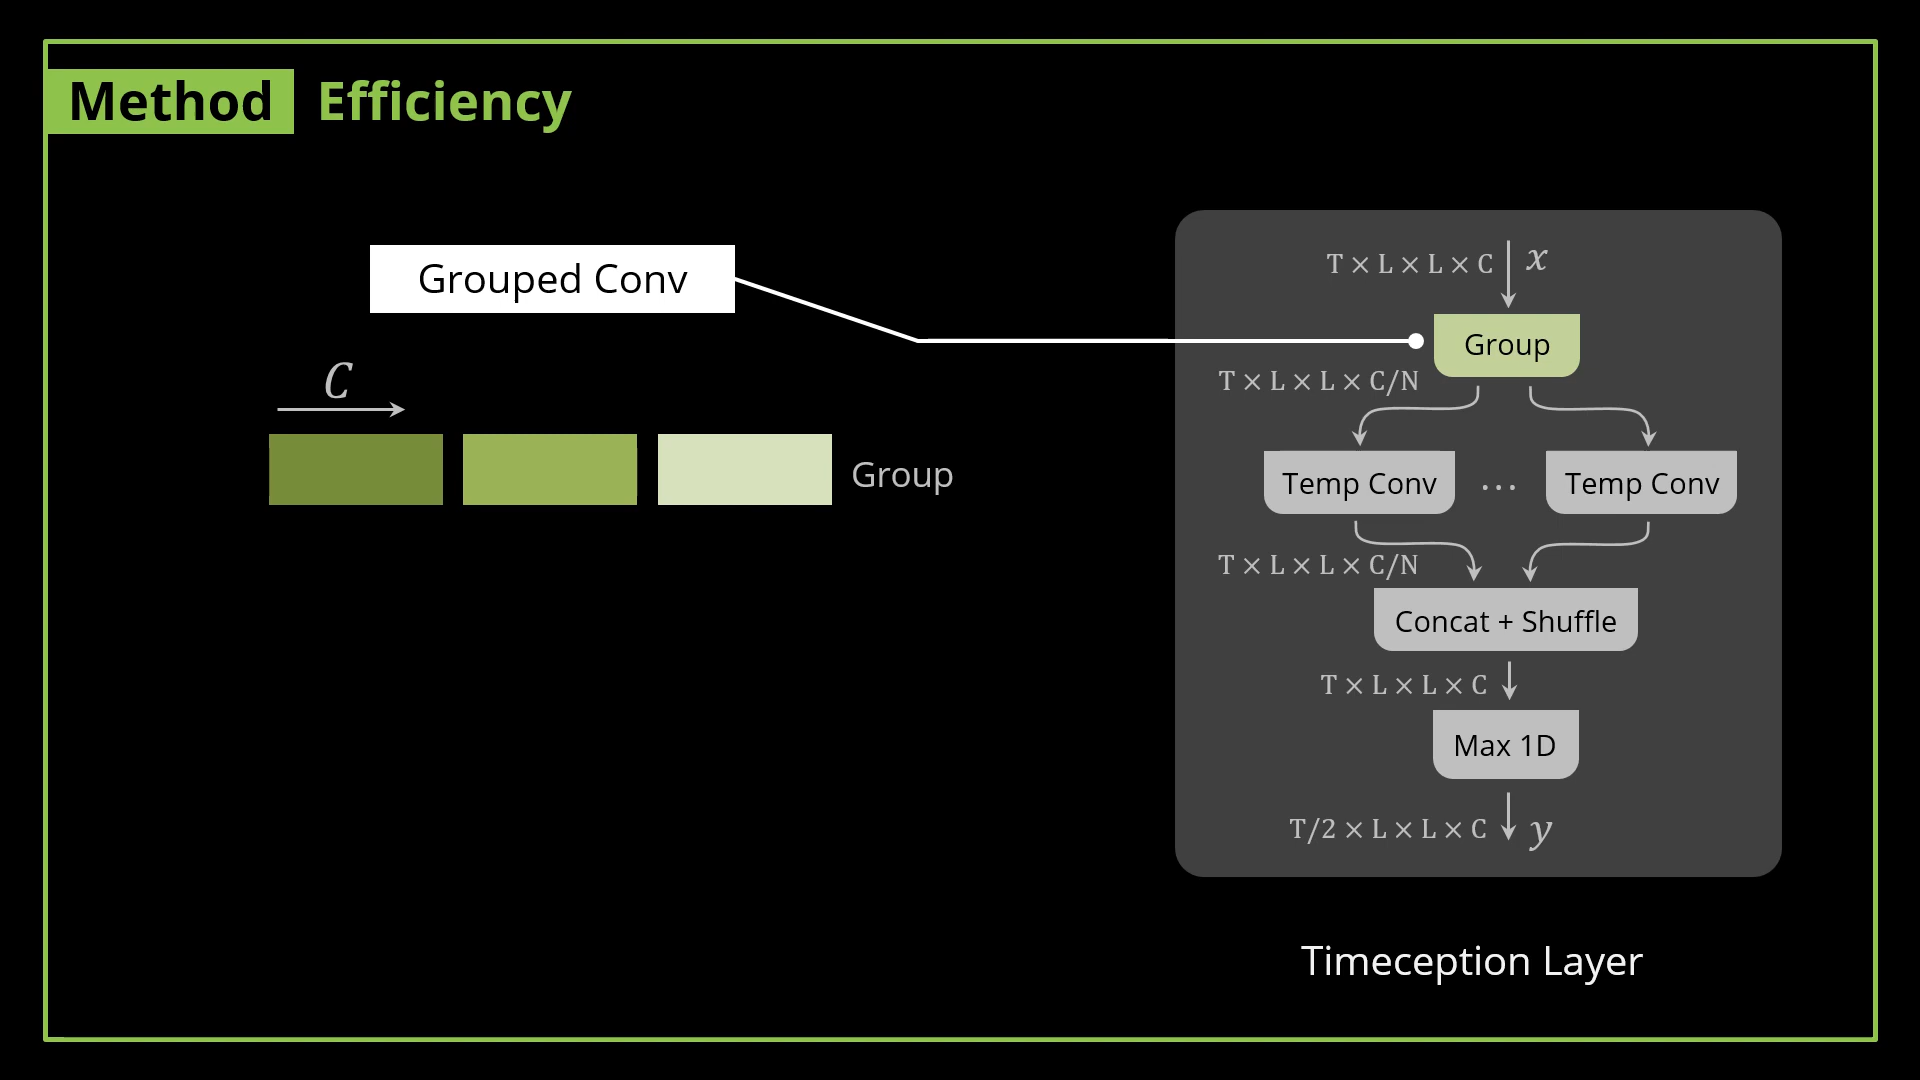 Method Efficiency
Grouped Conv
C
Group
T × L × L × C x
Group
T × L × L × C/N
Temp Conv ... Temp Conv
T × L × L × C/N
Concat + Shuffle
T × L × L × C
Max 1D
T/2 × L × L × C y
Timeception Layer